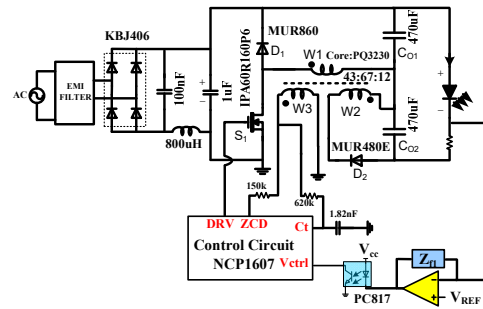 KBJ406
MUR860
470uF
IPA60R160P6
D1
W1
Core:PQ3230
CO1
EMI
FILTER
AC
100nF
+
−
1uF
43:67:12
+
−
W3
W2
S1
800uH
470uF
MUR480E
CO2
D2
150k
620k
1.82nF
DRV ZCD
Ct
Control Circuit
NCP1607
Vctrl
Vcc
PC817
Zf1
−
+
VREF